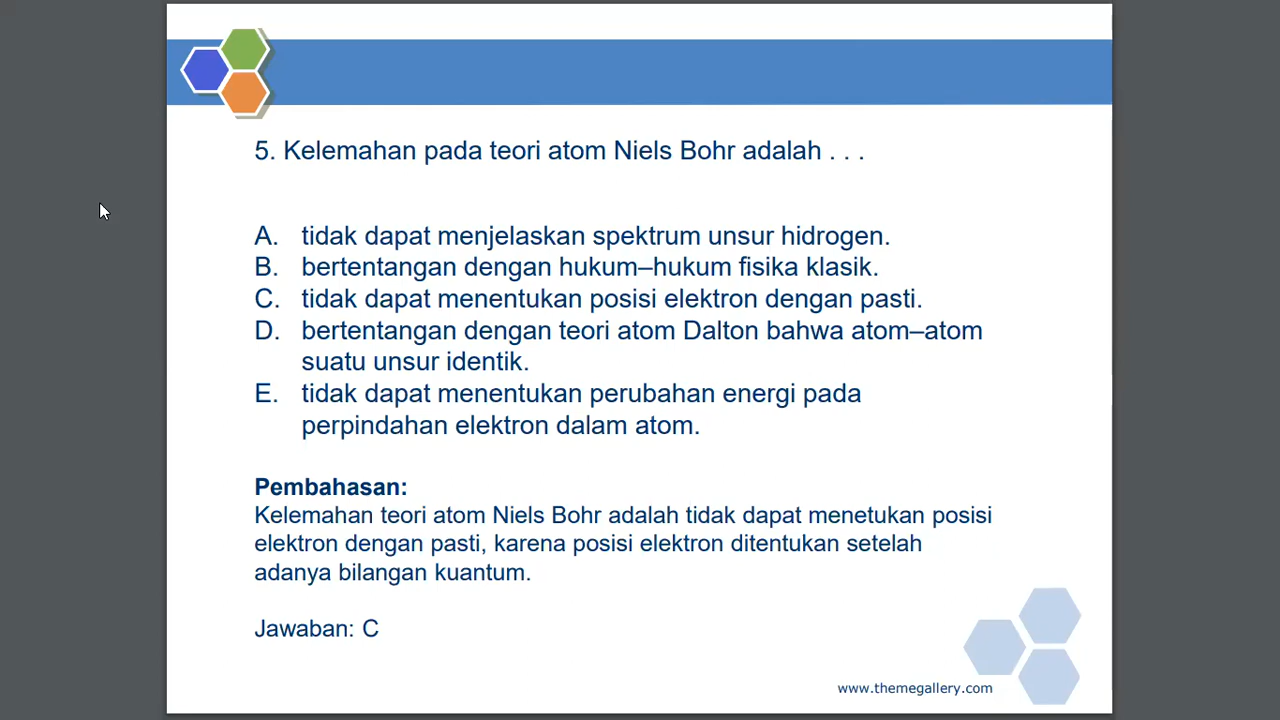 5. Kelemahan pada teori atom Niels Bohr adalah . . .
A. tidak dapat menjelaskan spektrum unsur hidrogen.
B. bertentangan dengan hukum–hukum fisika klasik.
C. tidak dapat menentukan posisi elektron dengan pasti.
D. bertentangan dengan teori atom Dalton bahwa atom–atom
suatu unsur identik.
E. tidak dapat menentukan perubahan energi pada
perpindahan elektron dalam atom.
Pembahasan:
Kelemahan teori atom Niels Bohr adalah tidak dapat menetukan posisi
elektron dengan pasti, karena posisi elektron ditentukan setelah
adanya bilangan kuantum.
Jawaban: C
www.themegallery.com